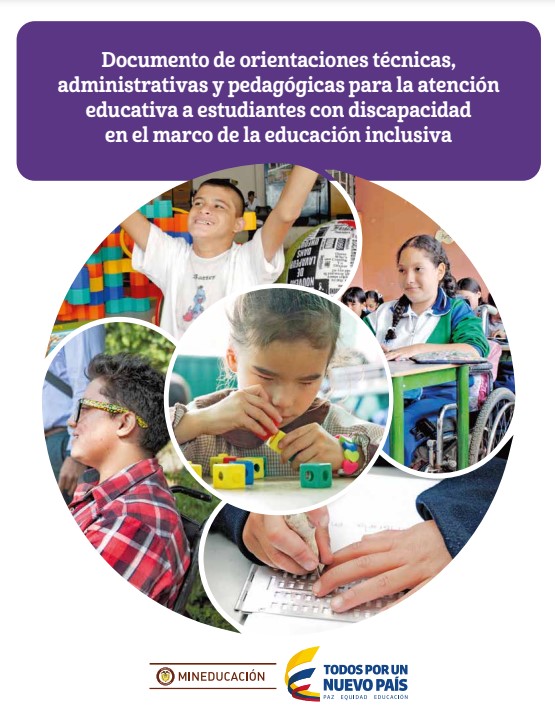 Documento de orientaciones técnicas,
administrativas y pedagógicas para la atención
educativa a estudiantes con discapacidad
en el marco de la educación inclusiva
MINEDUCACIÓN
TODOS POR UN
NUEVO PAÍS
PAZ EQUIDAD EDUCACIÓN